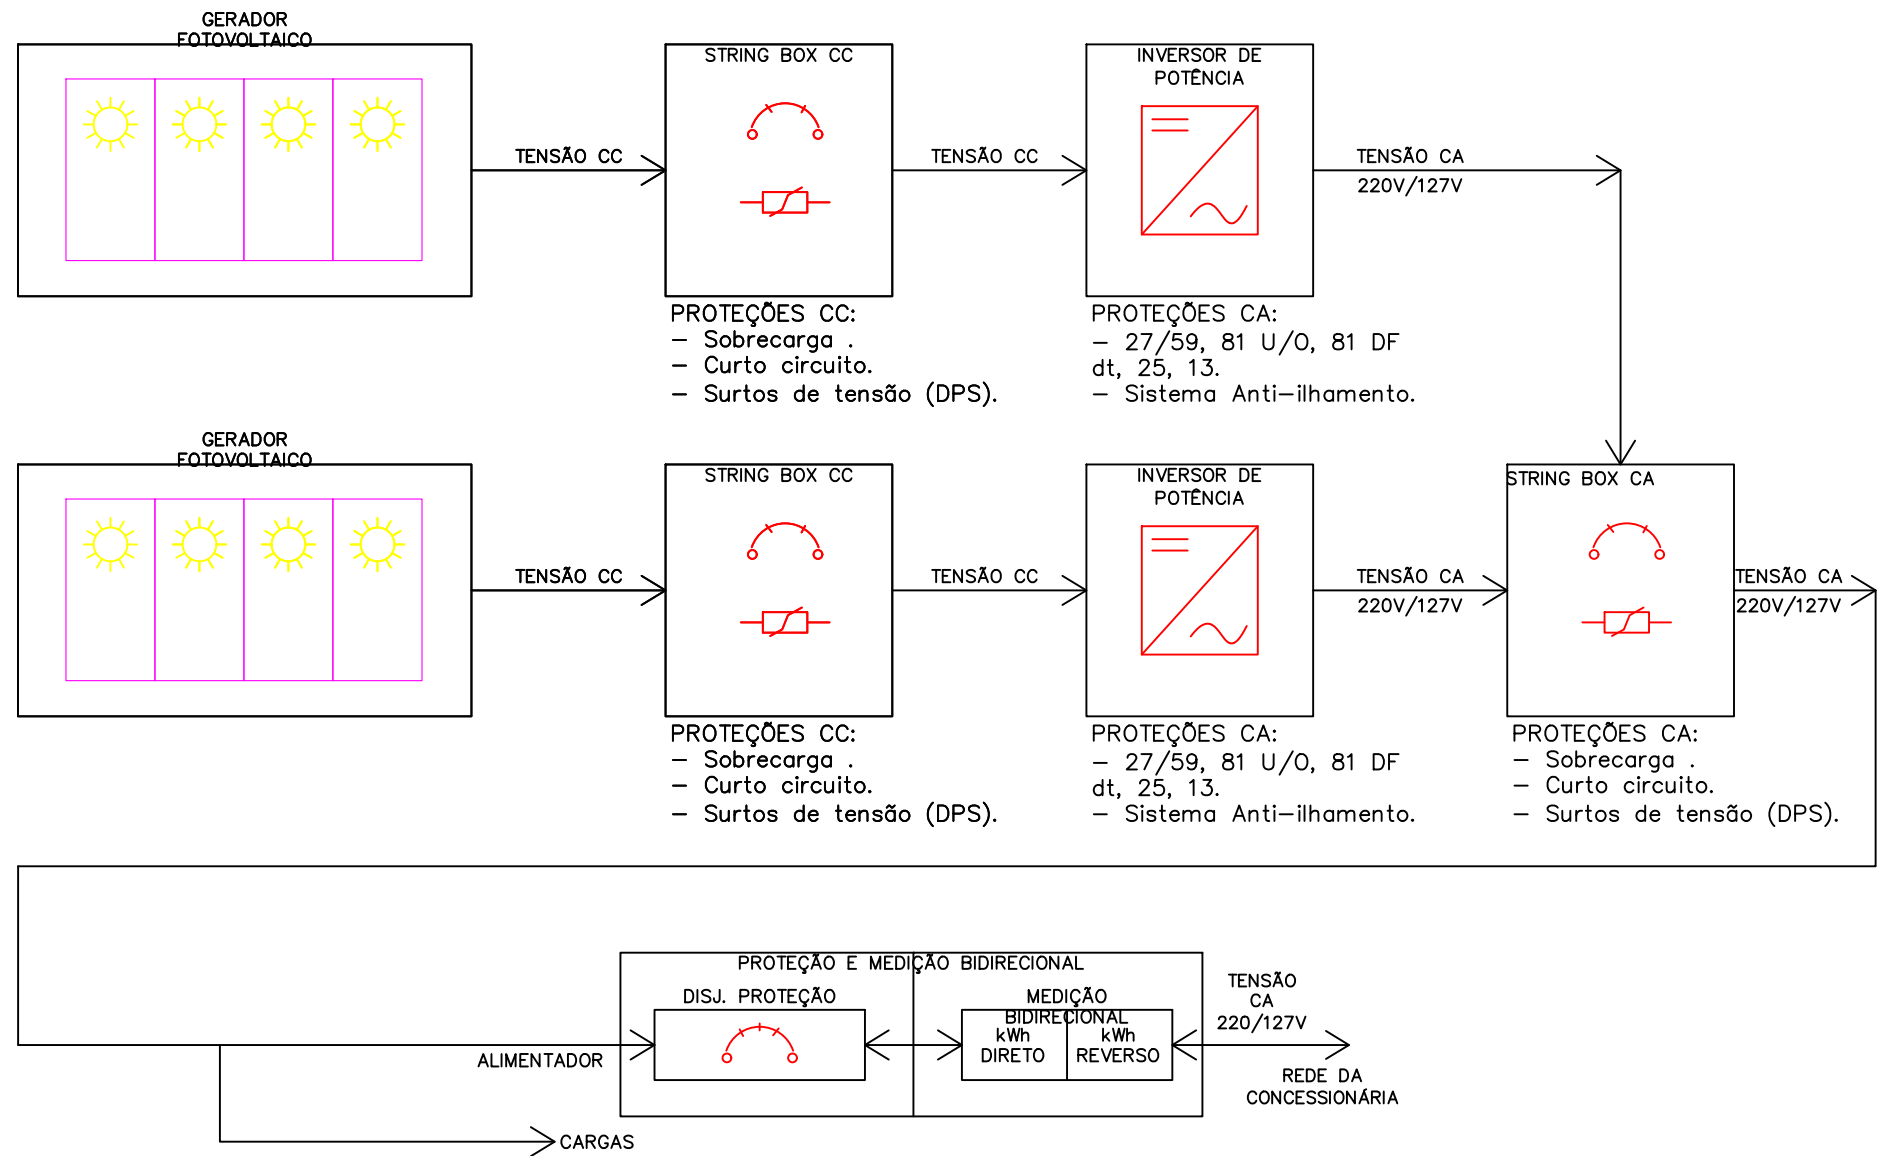 GERADOR
FOTOVOLTAICO
TENSÃO CC
STRING BOX CC
PROTEÇÕES CC:
- Sobrecarga .
- Curto circuito.
- Surtos de tensão (DPS).
TENSÃO CC
INVERSOR DE
POTÊNCIA
PROTEÇÕES CA:
- 27/59, 81 U/O, 81 DF
dt, 25, 13.
- Sistema Anti-ilhamento.
TENSÃO CA
220V/127V
GERADOR
FOTOVOLTAICO
TENSÃO CC
STRING BOX CC
PROTEÇÕES CC:
- Sobrecarga .
- Curto circuito.
- Surtos de tensão (DPS).
TENSÃO CC
INVERSOR DE
POTÊNCIA
PROTEÇÕES CA:
- 27/59, 81 U/O, 81 DF
dt, 25, 13.
- Sistema Anti-ilhamento.
TENSÃO CA
220V/127V
STRING BOX CA
PROTEÇÕES CA:
- Sobrecarga .
- Curto circuito.
- Surtos de tensão (DPS).
TENSÃO CA
220V/127V
PROTEÇÃO E MEDIÇÃO BIDIRECIONAL
DISJ. PROTEÇÃO
MEDIÇÃO
BIDIRECIONAL
kWh
DIRETO
kWh
REVERSO
TENSÃO
CA
220/127V
ALIMENTADOR
REDE DA
CONCESSIONÁRIA
CARGAS